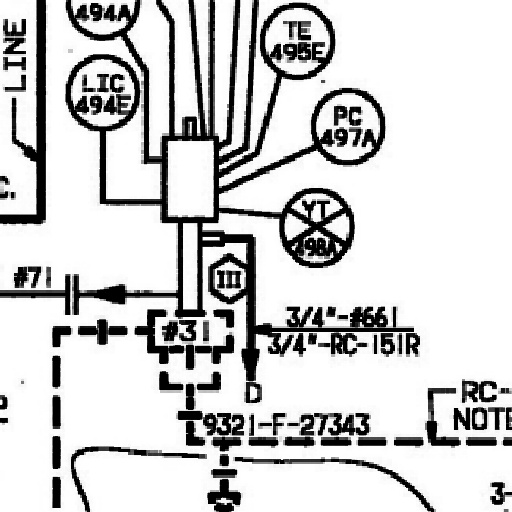 494A
LINE
TE
495E
LIC
494E
PC
497A
C.
YT
498A
#71
III
3/4"-#661
#31
3/4"-RC-151R
D
RC-
9321-F-27343
NOTE
3-